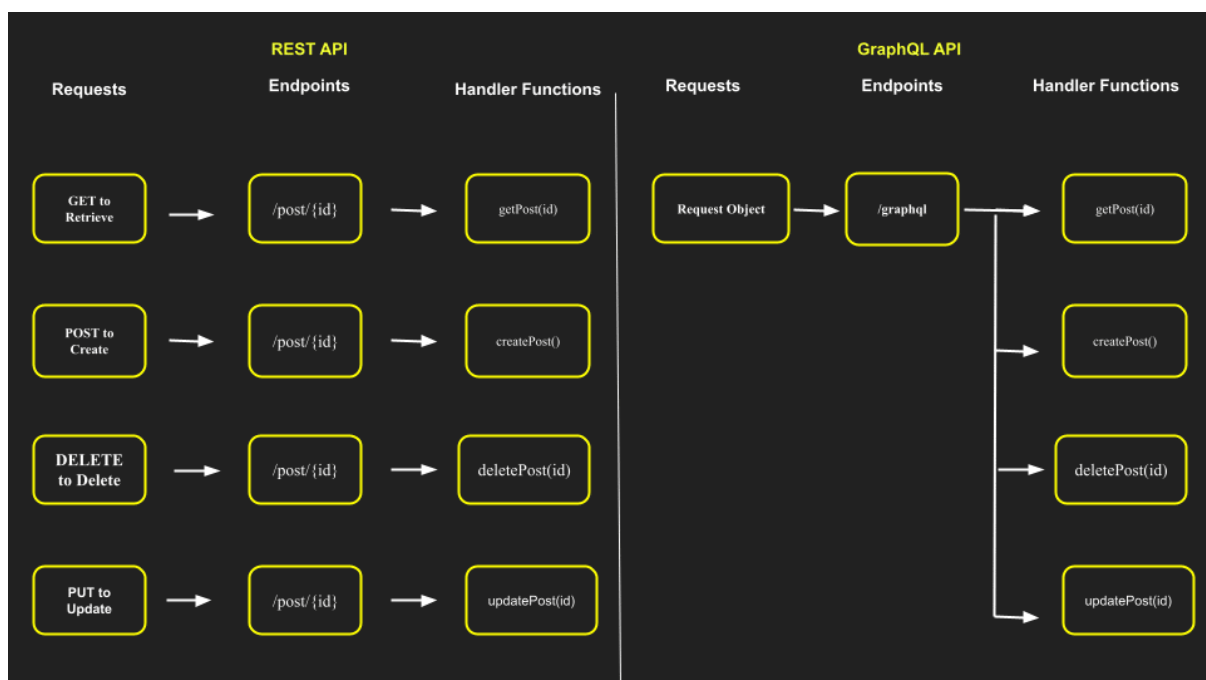 REST API
Requests
Endpoints
Handler Functions
GET to
Retrieve
/post/{id}
getPost(id)
POST to
Create
/post/{id}
createPost()
DELETE
to Delete
/post/{id}
deletePost(id)
PUT to
Update
/post/{id}
updatePost(id)
GraphQL API
Requests
Endpoints
Handler Functions
Request Object
/graphql
getPost(id)
createPost()
deletePost(id)
updatePost(id)